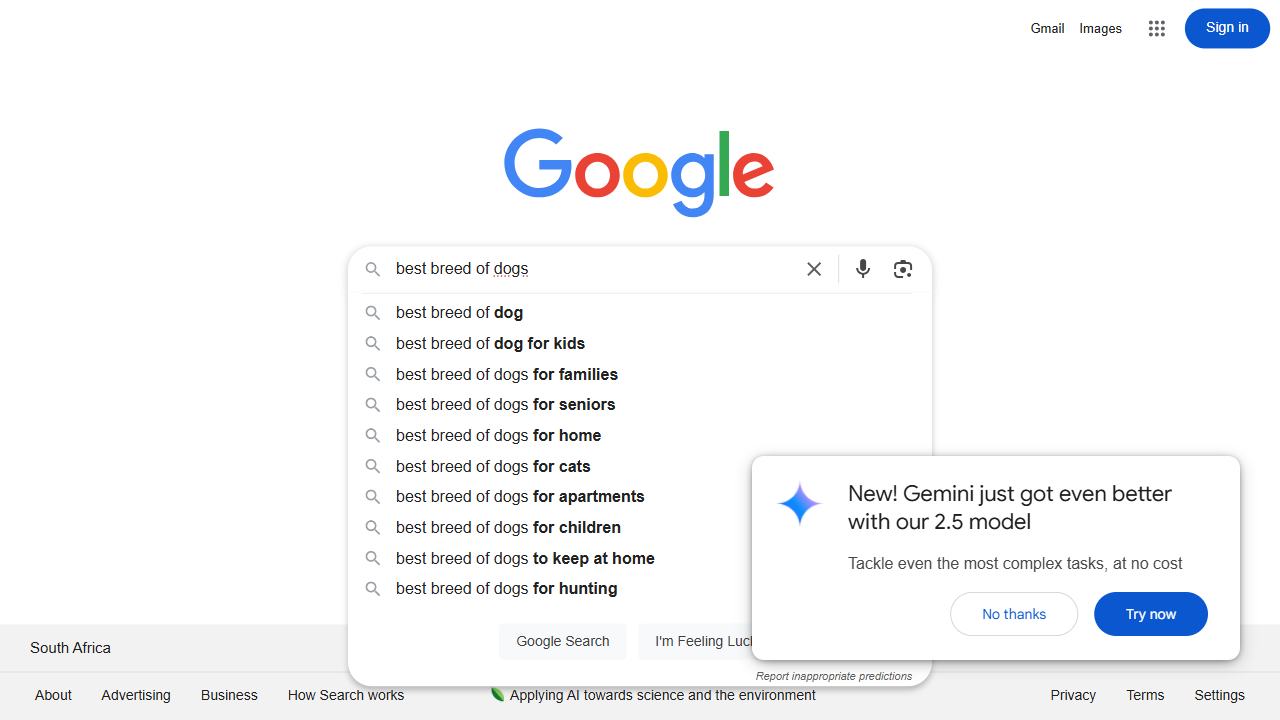 Gmail Images Sign in
Google
best breed of dogs
best breed of dog
best breed of dog for kids
best breed of dogs for families
best breed of dogs for seniors
best breed of dogs for home
best breed of dogs for cats
best breed of dogs for apartments
best breed of dogs for children
best breed of dogs to keep at home
best breed of dogs for hunting
New! Gemini just got even better
with our 2.5 model
Tackle even the most complex tasks, at no cost
No thanks Try now
Google Search I'm Feeling
South Africa
Report inappropriate predictions
About Advertising Business How Search works Applying AI towards science and the environment Privacy Terms Settings